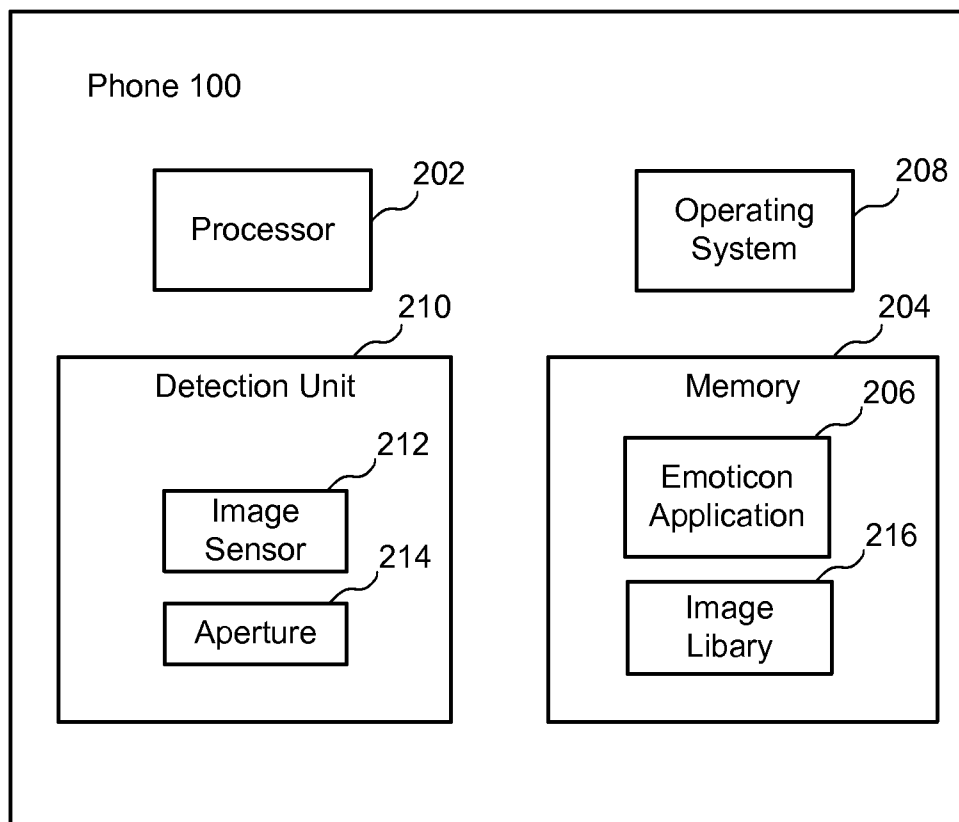 Phone 100
202
Processor
208
Operating
System
210
Detection Unit
212
Image
Sensor
214
Aperture
204
Memory
206
Emoticon
Application
216
Image
Libary